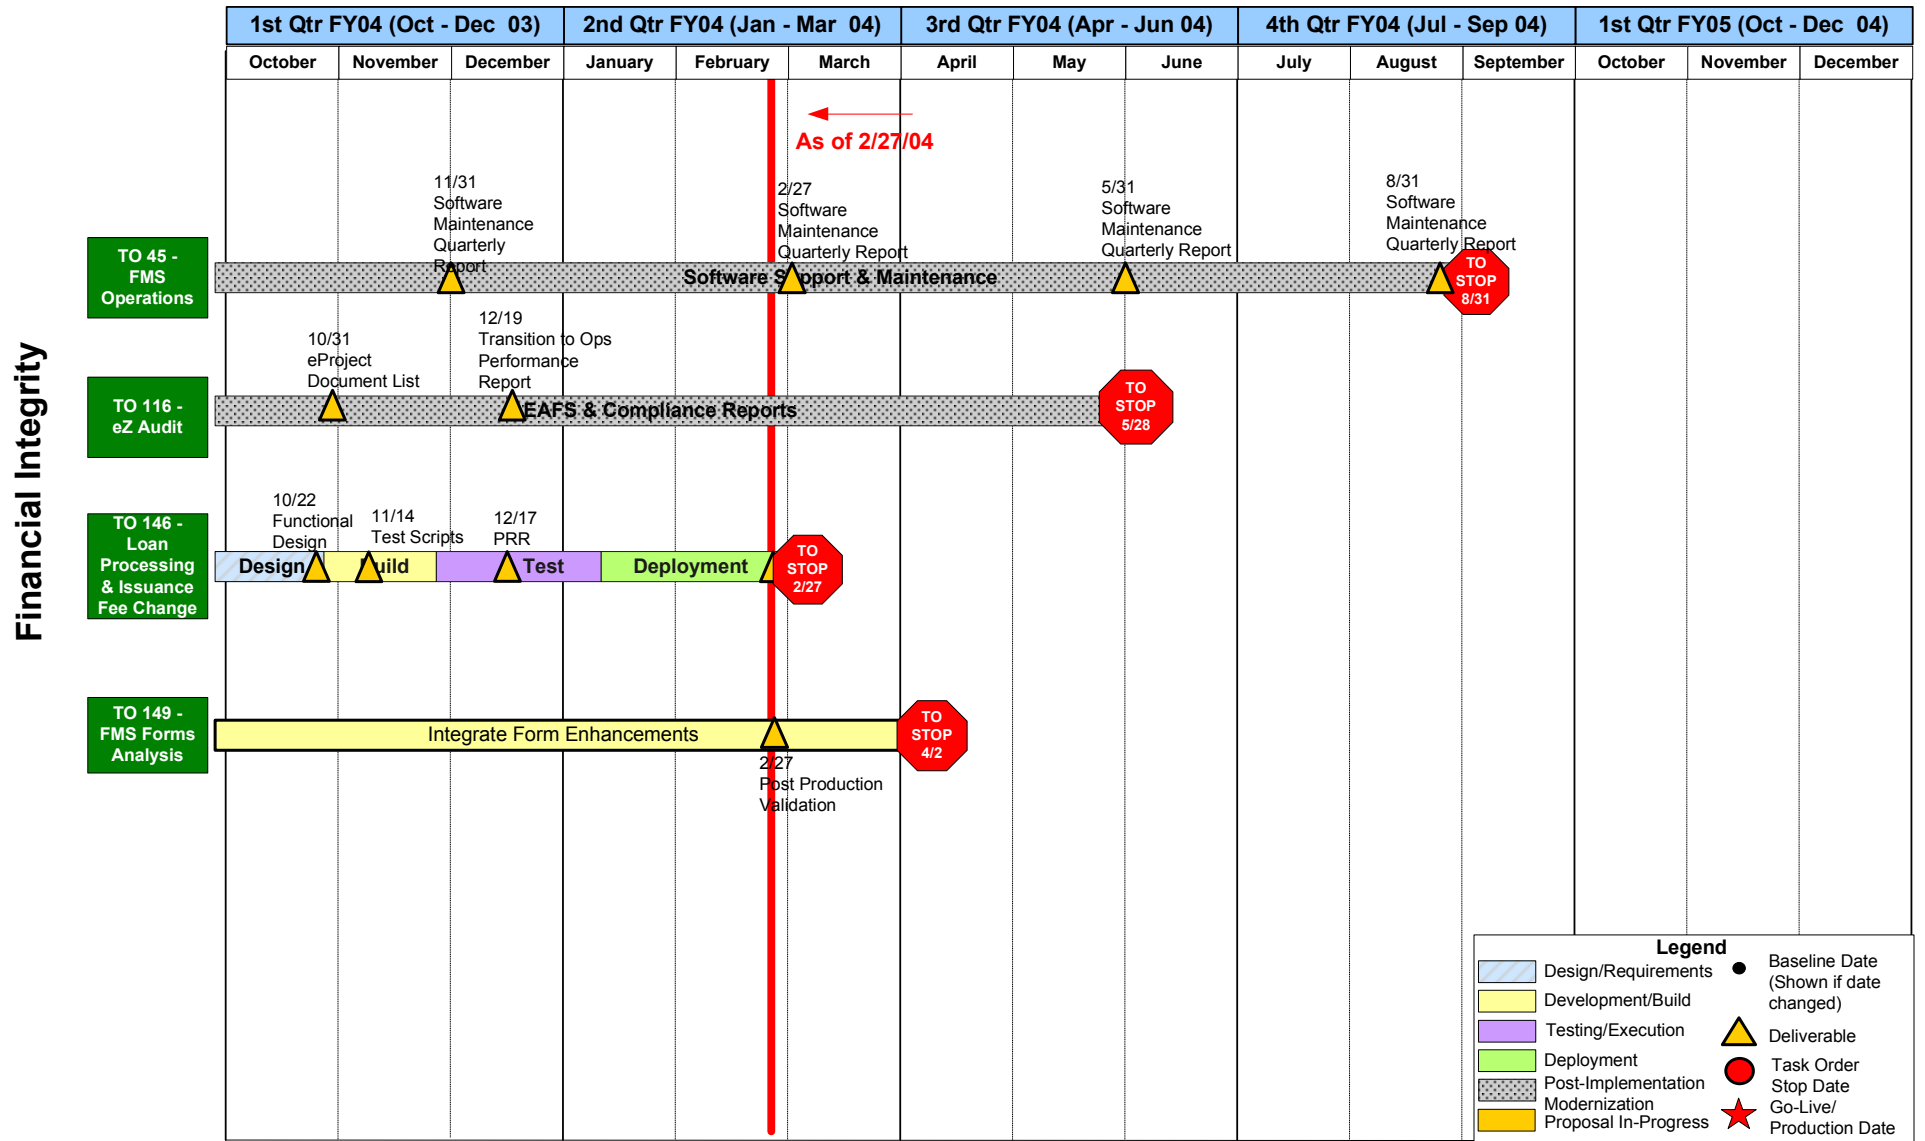 1st Qtr FY04 (Oct - Dec 03)
2nd Qtr FY04 (Jan - Mar 04)
3rd Qtr FY04 (Apr - Jun 04)
4th Qtr FY04 (Jul - Sep 04)
1st Qtr FY05 (Oct - Dec 04)
October
November
December
January
February
March
April
May
June
July
August
September
October
November
December
As of 2/27/04
Financial Integrity
TO 45 -
FMS
Operations
11/31
Software
Maintenance
Quarterly
Report
2/27
Software
Maintenance
Quarterly Report
5/31
Software
Maintenance
Quarterly Report
8/31
Software
Maintenance
Quarterly Report
Software Support & Maintenance
TO
STOP
8/31
TO 116 -
eZ Audit
10/31
eProject
Document List
12/19
Transition to Ops
Performance
Report
EAFS & Compliance Reports
TO
STOP
5/28
TO 146 -
Loan
Processing
& Issuance
Fee Change
10/22
Functional
Design
11/14
Test Scripts
12/17
PRR
Design
Build
Test
Deployment
TO
STOP
2/27
TO 149 -
FMS Forms
Analysis
Integrate Form Enhancements
TO
STOP
4/2
2/27
Post Production
Validation
Legend
Design/Requirements
Development/Build
Testing/Execution
Deployment
Post-Implementation
Modernization
Proposal In-Progress
Baseline Date
(Shown if date
changed)
Deliverable
Task Order
Stop Date
Go-Live/
Production Date